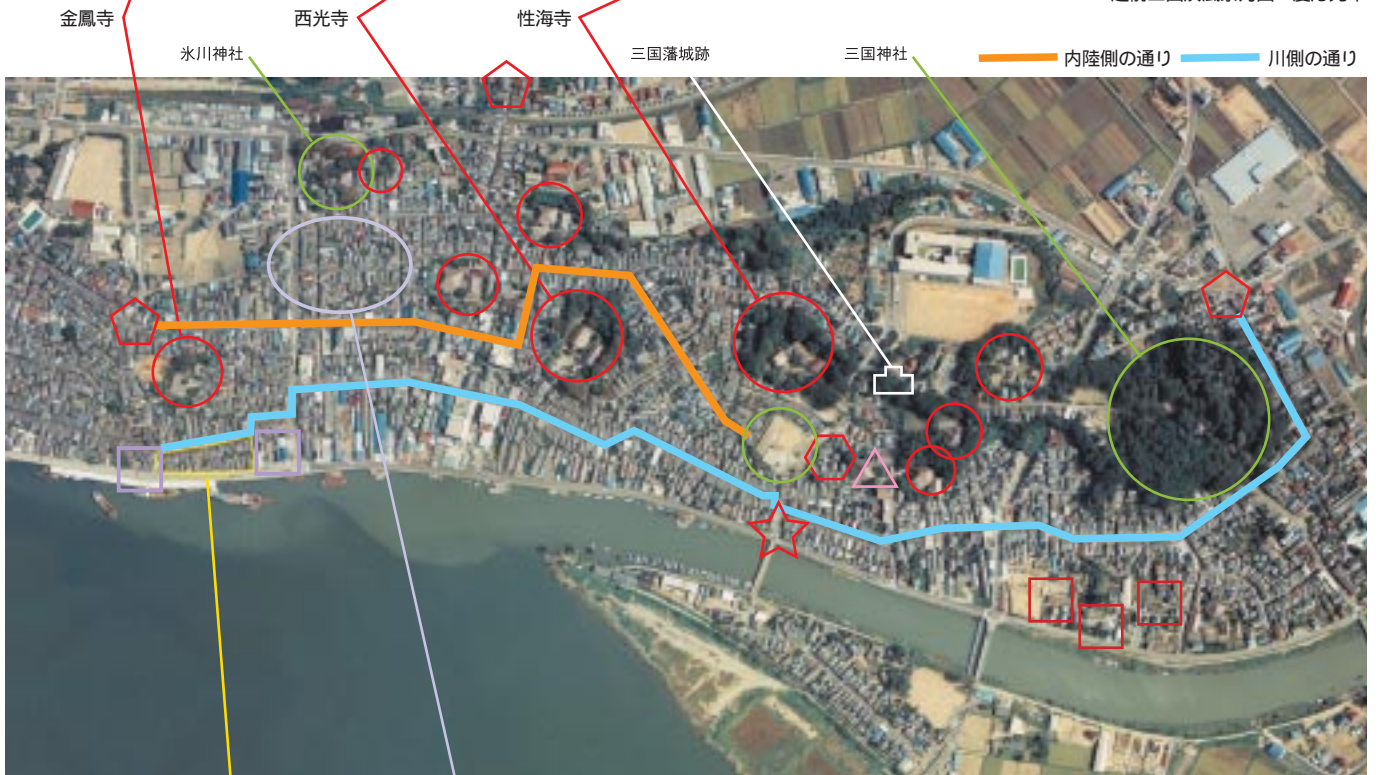 金鳳寺
西光寺
性海寺
氷川神社
三国藩城跡
三国神社
内陸側の通り
川側の通り